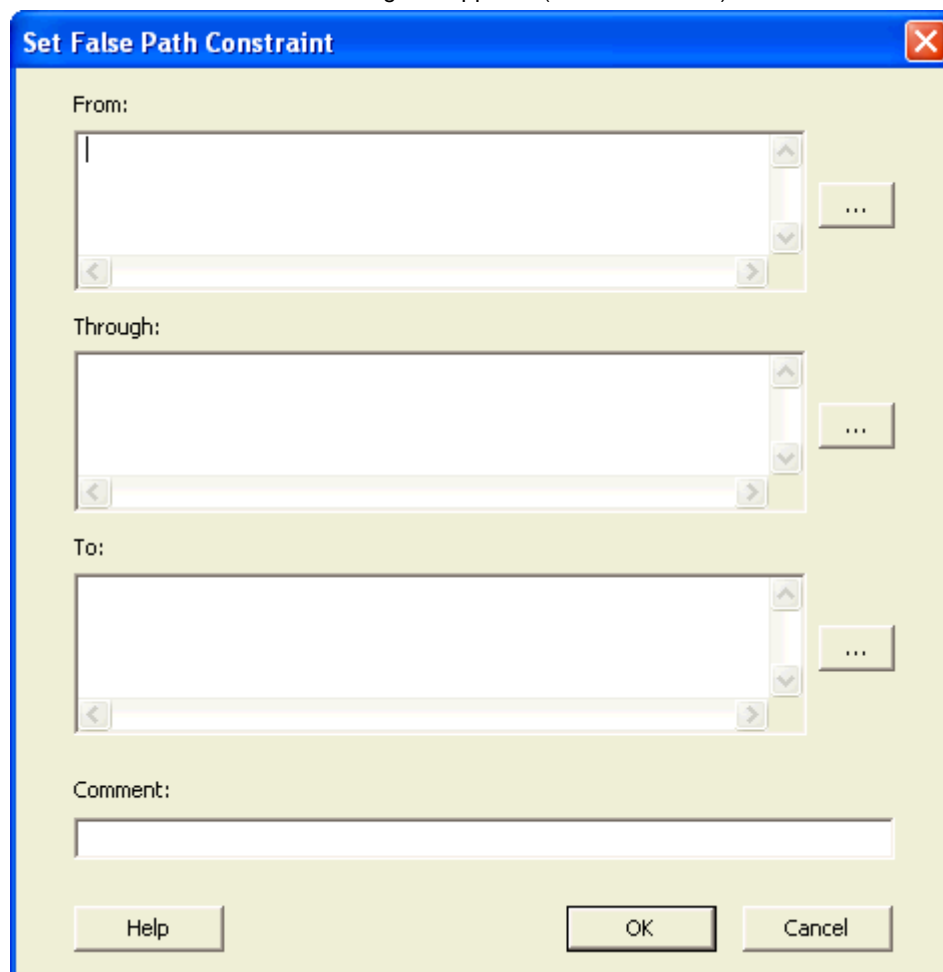 Set False Path Constraint
From:
...
Through:
...
To:
...
Comment:
Help OK Cancel